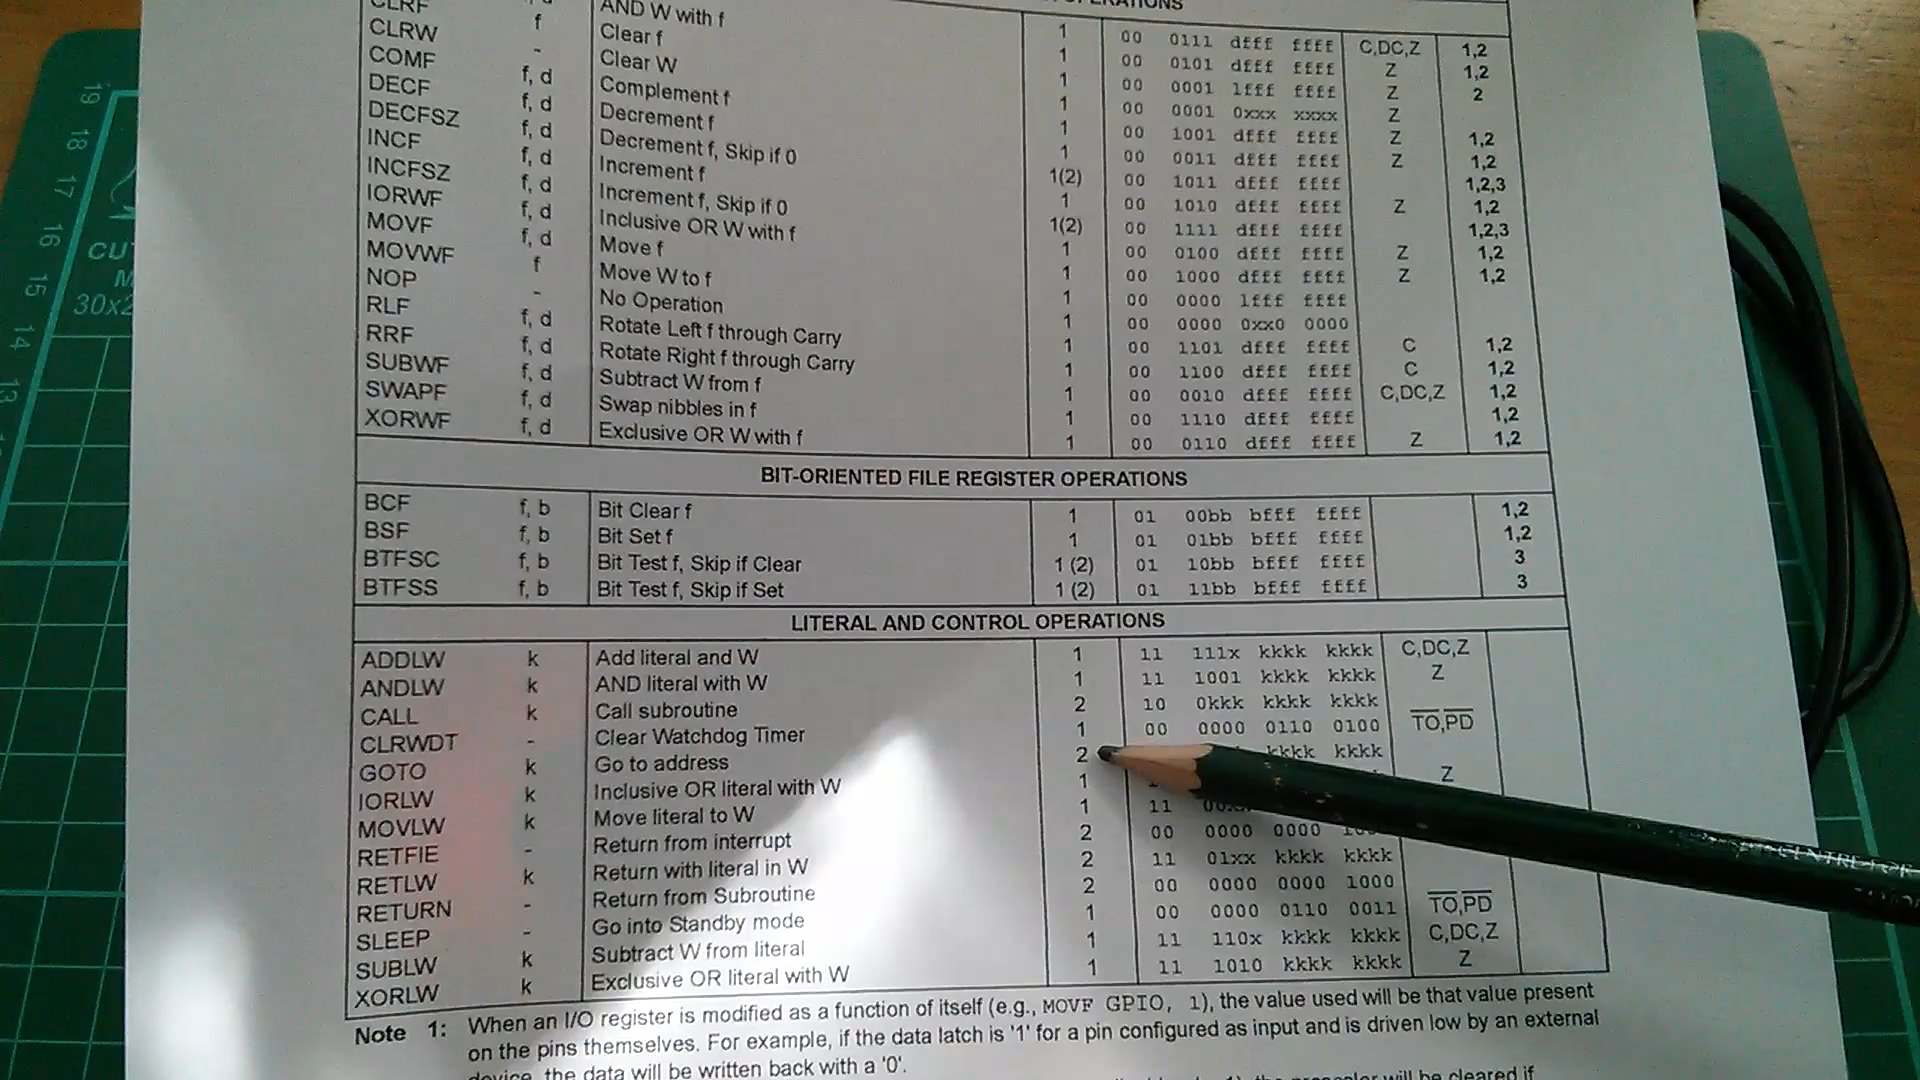 1 00 0111 dfff ffff C,DC,Z 1,2
AND W with f 1 00 0101 dfff ffff Z 1,2
CLRF f Clear f 1 00 0001 lfff ffff Z 2
CLRW - Clear W 1 00 0001 0xxx xxxx Z
COMF f, d Complement f 1 00 1001 dfff ffff Z 1,2
DECF f, d Decrement f 1 00 0011 dfff ffff Z 1,2
DECFSZ f, d Decrement f, Skip if 0 1(2) 00 1011 dfff ffff 1,2,3
INCF f, d Increment f 1 00 1010 dfff ffff Z 1,2
INCFSZ f, d Increment f, Skip if 0 1(2) 00 1111 dfff ffff 1,2,3
IORWF f, d Inclusive OR W with f 1 00 0100 dfff ffff Z 1,2
MOVF f, d Move f 1 00 1000 dfff ffff Z 1,2
MOVWF f Move W to f 1 00 0000 lfff ffff
NOP - No Operation 1 00 0000 0xx0 0000
RLF f, d Rotate Left f through Carry 1 00 1101 dfff ffff C 1,2
RRF f, d Rotate Right f through Carry 1 00 1100 dfff ffff C 1,2
SUBWF f, d Subtract W from f 1 00 0010 dfff ffff C,DC,Z 1,2
SWAPF f, d Swap nibbles in f 1 00 1110 dfff ffff 1,2
XORWF f, d Exclusive OR W with f 1 00 0110 dfff ffff Z 1,2
BIT-ORIENTED FILE REGISTER OPERATIONS
BCF f, b Bit Clear f 1 01 00bb bfff ffff 1,2
BSF f, b Bit Set f 1 01 01bb bfff ffff 1,2
BTFSC f, b Bit Test f, Skip if Clear 1 (2) 01 10bb bfff ffff 3
BTFSS f, b Bit Test f, Skip if Set 1 (2) 01 11bb bfff ffff 3
LITERAL AND CONTROL OPERATIONS
ADDLW k Add literal and W 1 11 111x kkkk kkkk C,DC,Z
ANDLW k AND literal with W 1 11 1001 kkkk kkkk Z
CALL k Call subroutine 2 10 0kkk kkkk kkkk
CLRWDT - Clear Watchdog Timer 1 00 0000 0110 0100 TO,PD
GOTO k Go to address 2 kkkk kkkk
IORLW k Inclusive OR literal with W 1 Z
MOVLW k Move literal to W 1 11
RETFIE - Return from interrupt 2 00 0000 0000
RETLW k Return with literal in W 2 11 01xx kkkk kkkk
RETURN - Return from Subroutine 2 00 0000 0000 1000
SLEEP - Go into Standby mode 1 00 0000 0110 0011 TO,PD
SUBLW k Subtract W from literal 1 11 110x kkkk kkkk C,DC,Z
XORLW k Exclusive OR literal with W 1 11 1010 kkkk kkkk Z
Note 1: When an I/O register is modified as a function of itself (e.g., MOVF GPIO, 1), the value used will be that value present
on the pins themselves. For example, if the data latch is '1' for a pin configured as input and is driven low by an external
device, the data will be written back with a '0'.
will be cleared if
19
18
17
16
15
14
13